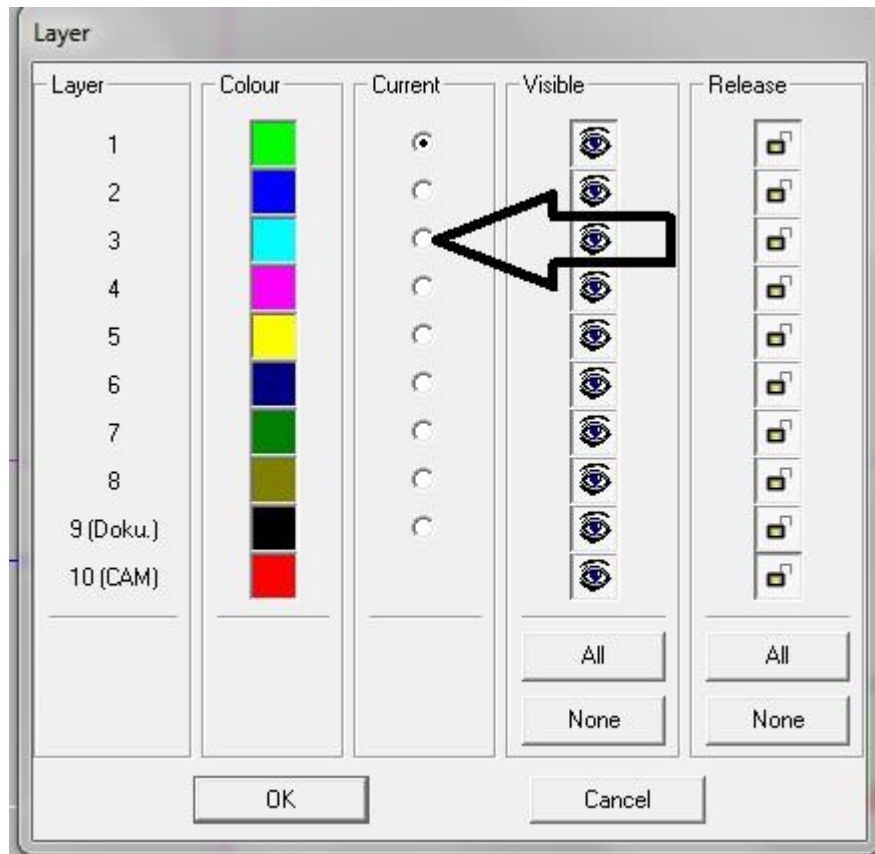 Layer
Layer Colour Current Visible Release
1
2
3
4
5
6
7
8
9 (Doku.)
10 (CAM)
All All
None None
OK Cancel